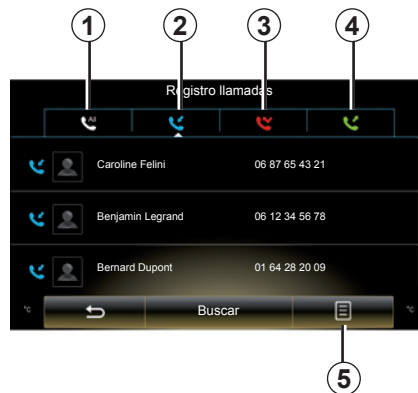 1 2 3 4
Registro llamadas
All
Caroline Felini 06 87 65 43 21
Benjamin Legrand 06 12 34 56 78
Bernard Dupont 01 64 28 20 09
°C Buscar °C
5